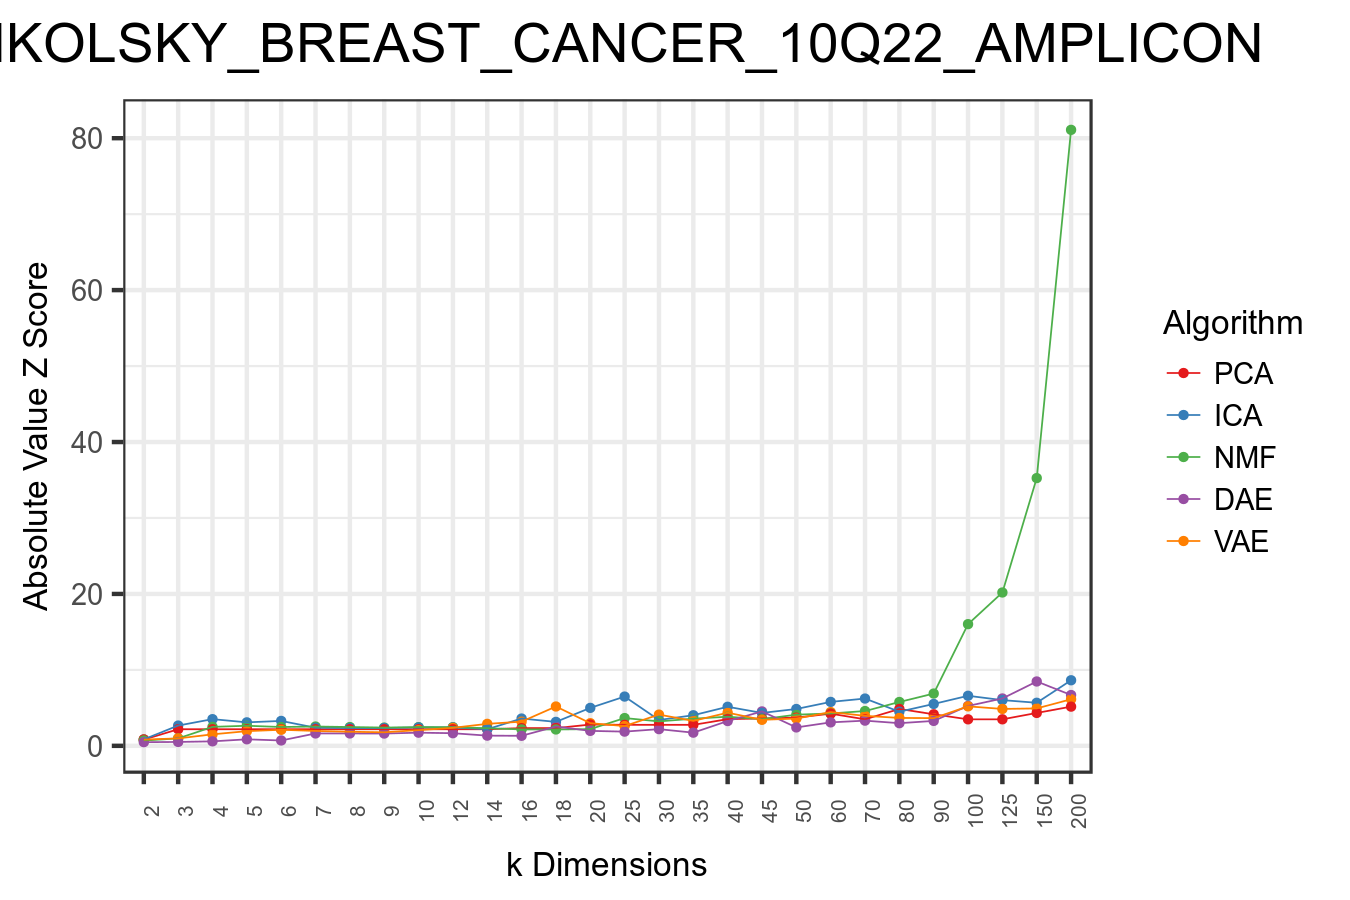 IKOLSKY_BREAST_CANCER_10Q22_AMPLICON
Absolute Value Z Score
80
60
40
20
0
2 3 4 5 6 7 8 9 10 12 14 16 18 20 25 30 35 40 45 50 60 70 80 90 100 125 150 200
k Dimensions
Algorithm
PCA
ICA
NMF
DAE
VAE